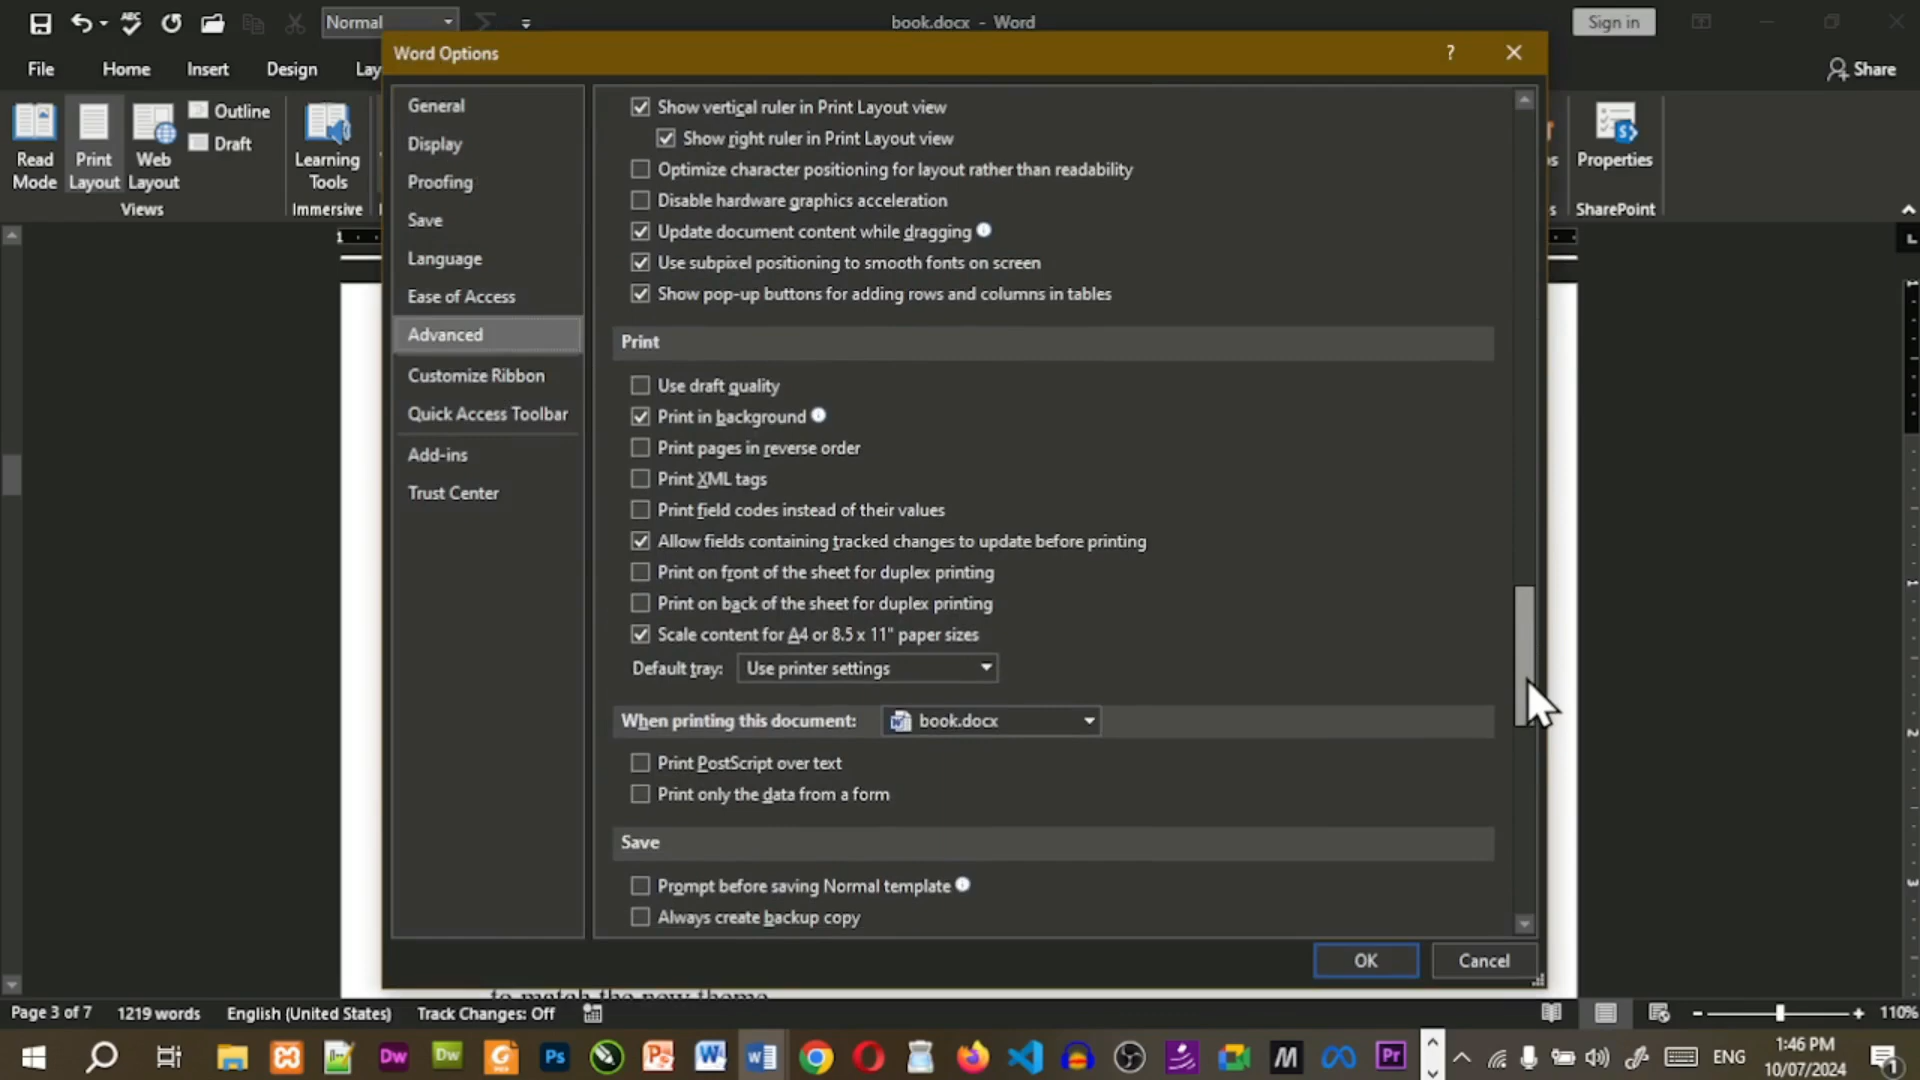 Normal
book.docx - Word
Sign in
File
Home
Insert
Design
Lay
Share
Word Options
?
Read
Mode
Print
Layout
Web
Layout
Outline
Draft
Views
Learning
Tools
Immersive
Properties
SharePoint
General
Display
Proofing
Save
Language
Ease of Access
Advanced
Customize Ribbon
Quick Access Toolbar
Add-ins
Trust Center
Show vertical ruler in Print Layout view
Show right ruler in Print Layout view
Optimize character positioning for layout rather than readability
Disable hardware graphics acceleration
Update document content while dragging
Use subpixel positioning to smooth fonts on screen
Show pop-up buttons for adding rows and columns in tables
Print
Use draft quality
Print in background
Print pages in reverse order
Print XML tags
Print field codes instead of their values
Allow fields containing tracked changes to update before printing
Print on front of the sheet for duplex printing
Print on back of the sheet for duplex printing
Scale content for A4 or 8.5 x 11" paper sizes
Default tray: Use printer settings
When printing this document: book.docx
Print PostScript over text
Print only the data from a form
Save
Prompt before saving Normal template
Always create backup copy
OK
Cancel
to match the new theme
Page 3 of 7
1219 words
English (United States)
Track Changes: Off
110%
ENG
1:46 PM
10/07/2024